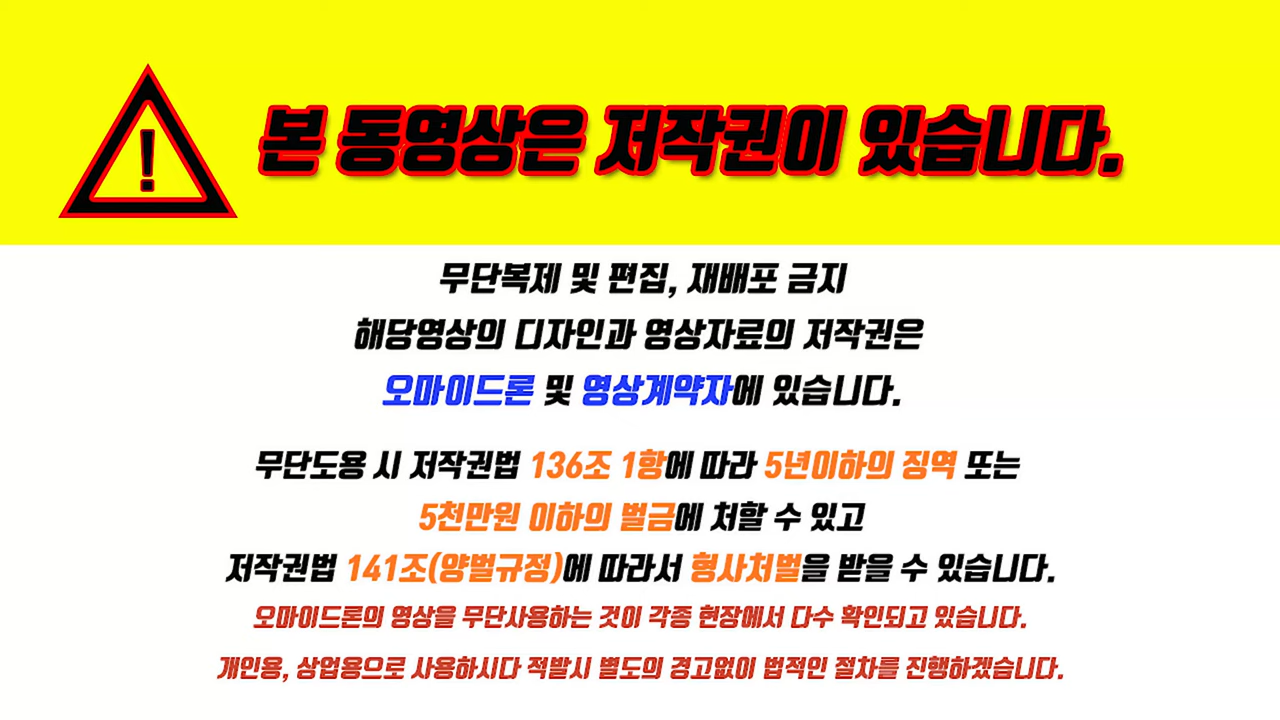 본 동영상은 저작권이 있습니다.
무단복제 및 편집, 재배포 금지
해당영상의 디자인과 영상자료의 저작권은
오마이드론 및 영상계약자에 있습니다.
무단도용 시 저작권법 136조 1항에 따라 5년이하의 징역 또는
5천만원 이하의 벌금에 처할 수 있고
저작권법 141조(양벌규정)에 따라서 형사처벌을 받을 수 있습니다.
오마이드론의 영상을 무단사용하는 것이 각종 현장에서 다수 확인되고 있습니다.
개인용, 상업용으로 사용하시다 적발시 별도의 경고없이 법적인 절차를 진행하겠습니다.